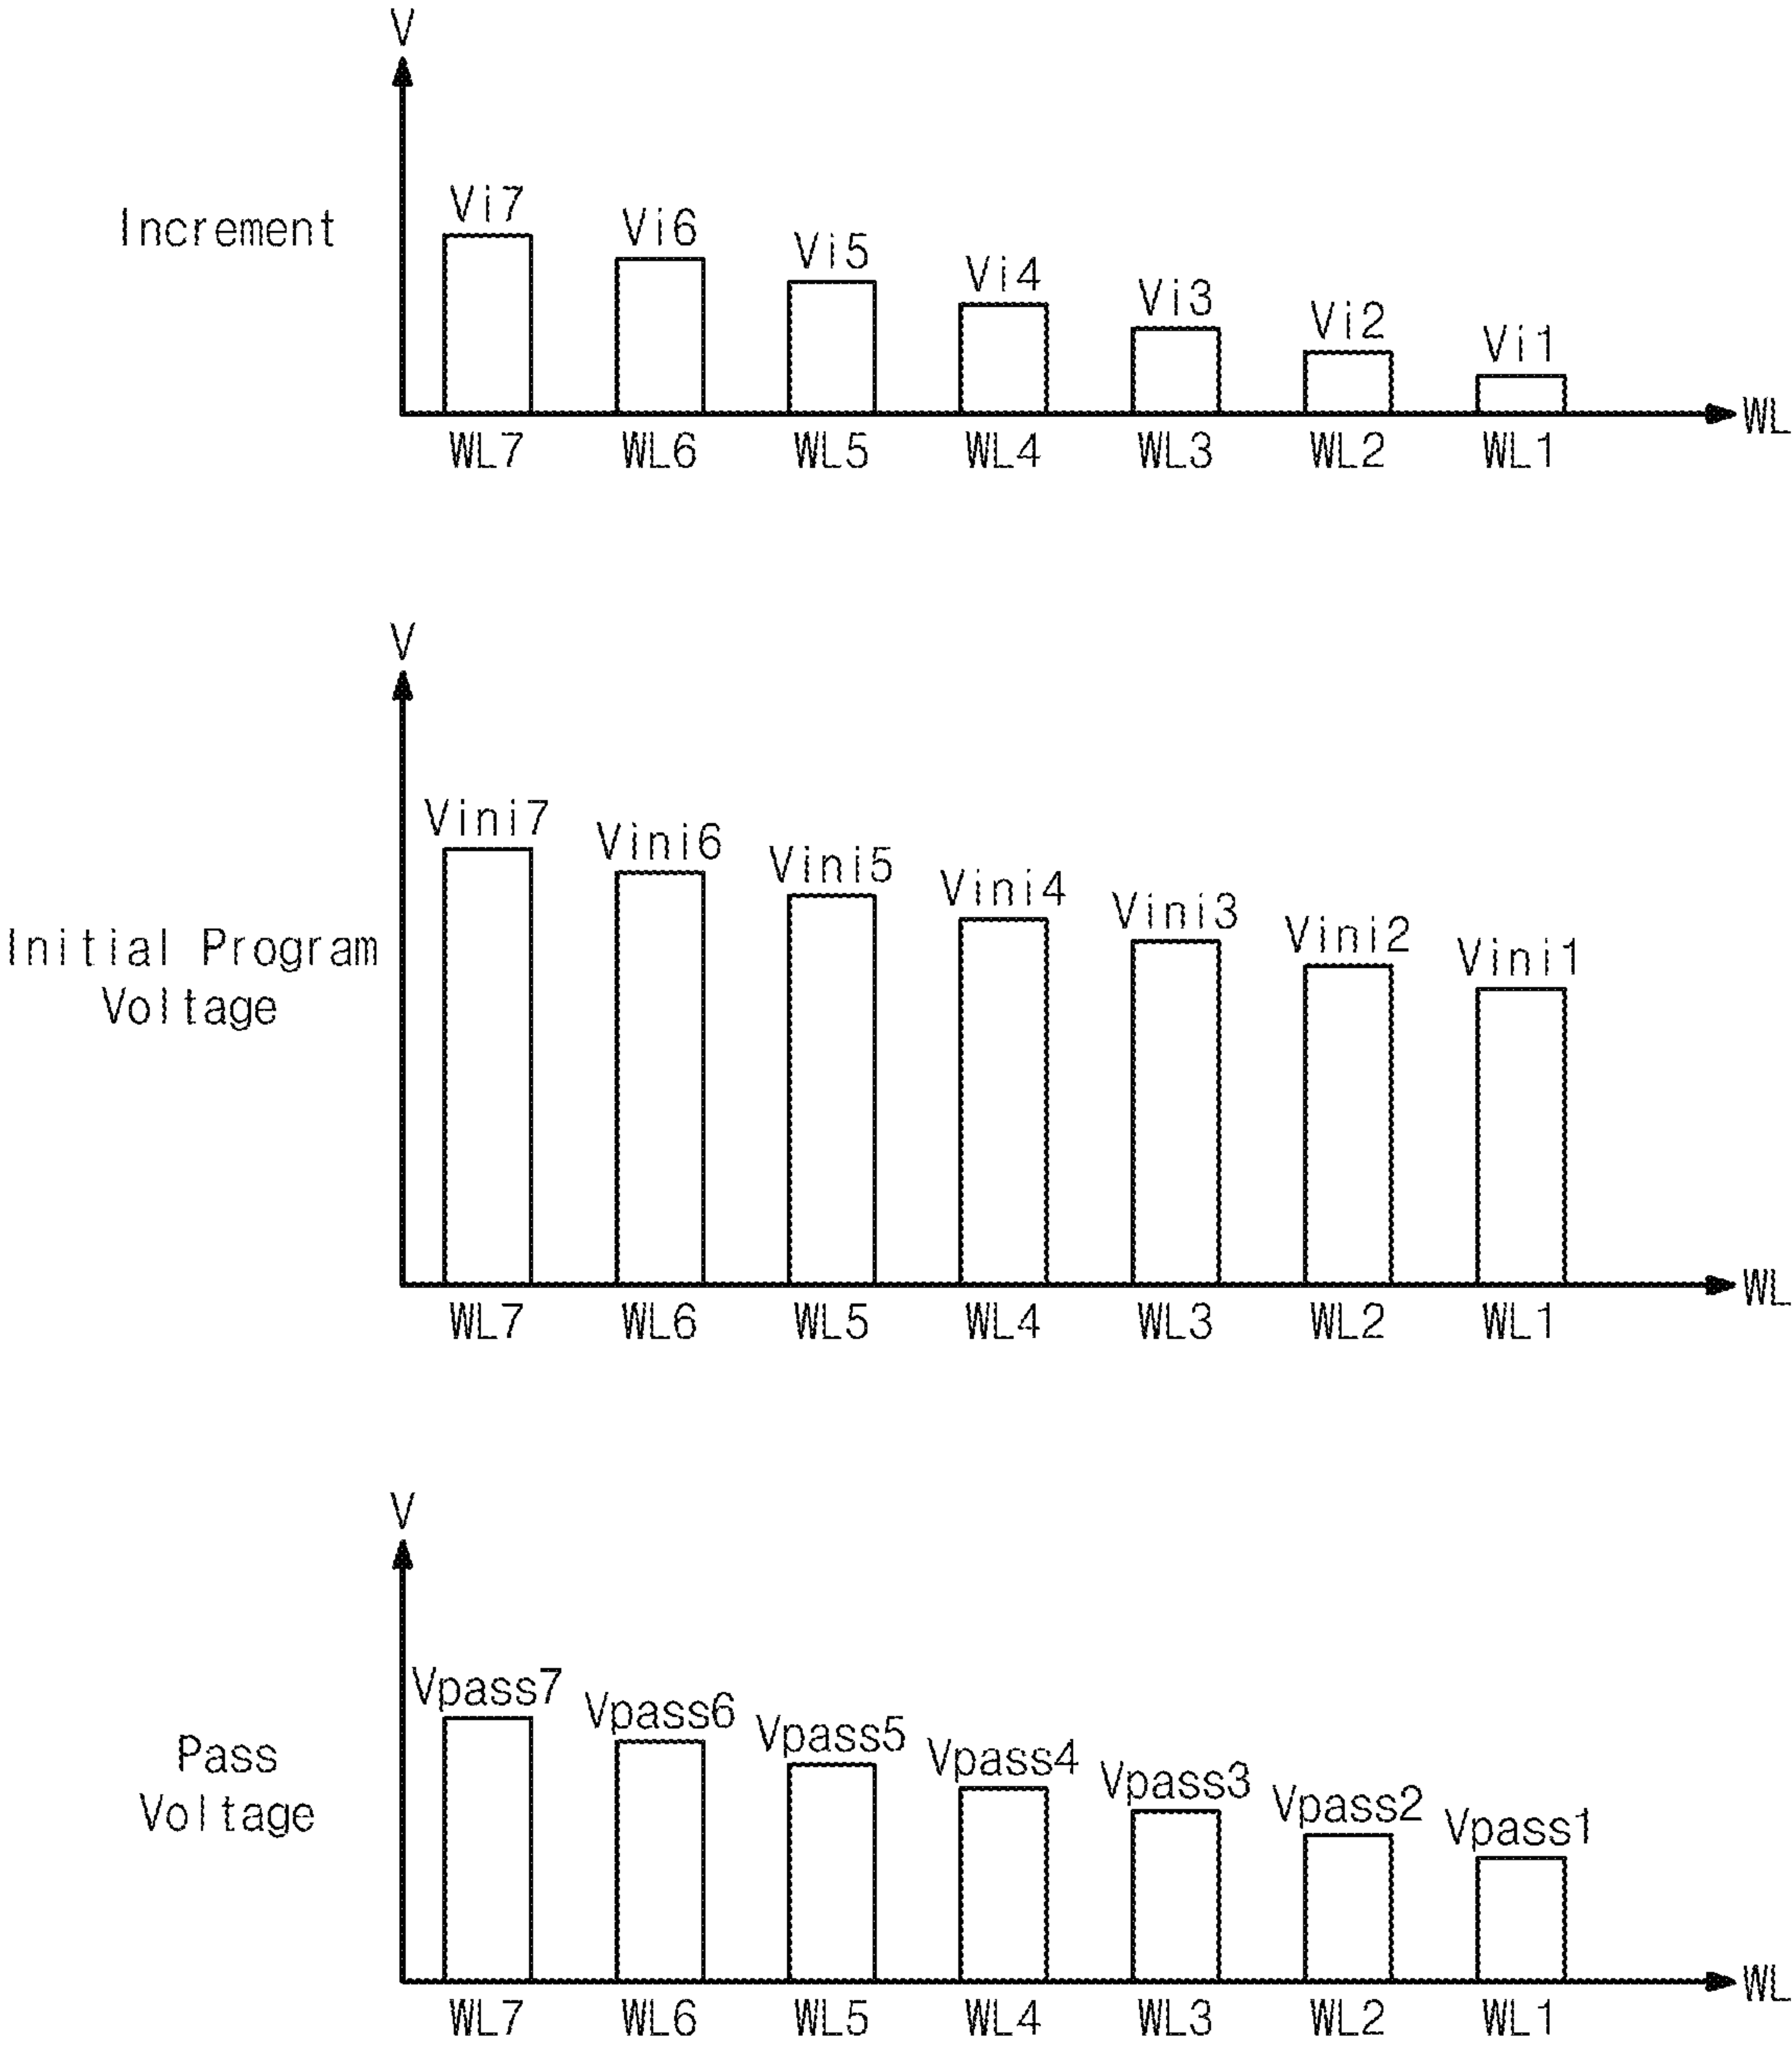 V
Increment
Vi7 Vi6 Vi5 Vi4 Vi3 Vi2 Vi1
WL7 WL6 WL5 WL4 WL3 WL2 WL1 WL
V
Initial Program
Voltage
Vini7 Vini6 Vini5 Vini4 Vini3 Vini2 Vini1
WL7 WL6 WL5 WL4 WL3 WL2 WL1 WL
V
Pass
Voltage
Vpass7 Vpass6 Vpass5 Vpass4 Vpass3 Vpass2 Vpass1
WL7 WL6 WL5 WL4 WL3 WL2 WL1 WL